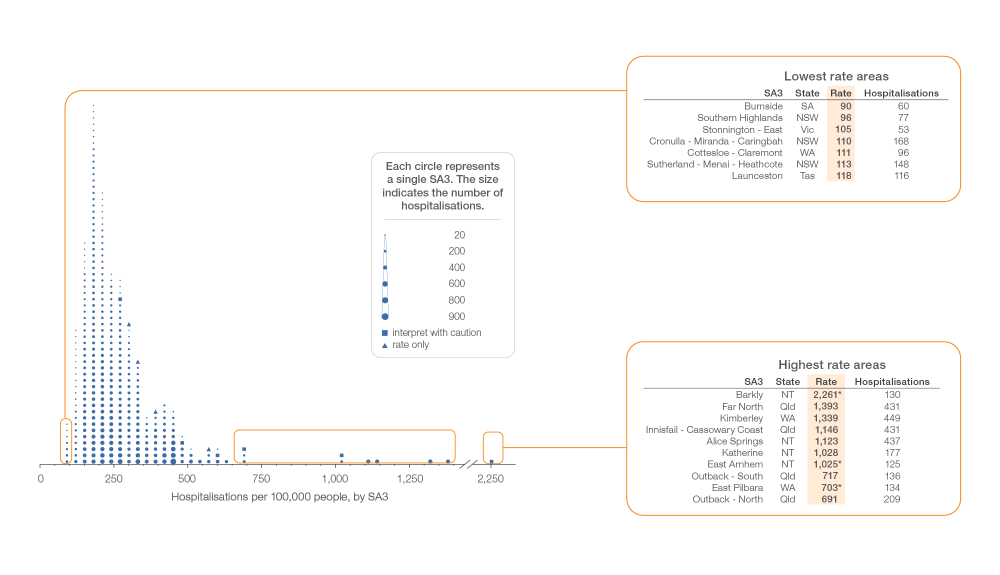 Lowest rate areas
SA3 State Rate Hospitalisations
Burnside SA 90 60
Southern Highlands NSW 96 77
Stonnington - East Vic 105 53
Cronulla - Miranda - Caringbah NSW 110 168
Cottesloe - Claremont WA 111 96
Sutherland - Menai - Heathcote NSW 113 148
Launceston Tas 118 116
Each circle represents
a single SA3. The size
indicates the number of
hospitalisations.
20
200
400
600
800
900
interpret with caution
rate only
Highest rate areas
SA3 State Rate Hospitalisations
Barkly NT 2,261* 130
Far North Qld 1,393 431
Kimberley WA 1,339 449
Innisfail - Cassowary Coast Qld 1,146 431
Alice Springs NT 1,123 437
Katherine NT 1,028 177
East Arnhem NT 1,025* 125
Outback - South Qld 717 136
East Pilbara WA 703* 134
Outback - North Qld 691 209
0 250 500 750 1,000 1,250 2,250
Hospitalisations per 100,000 people, by SA3